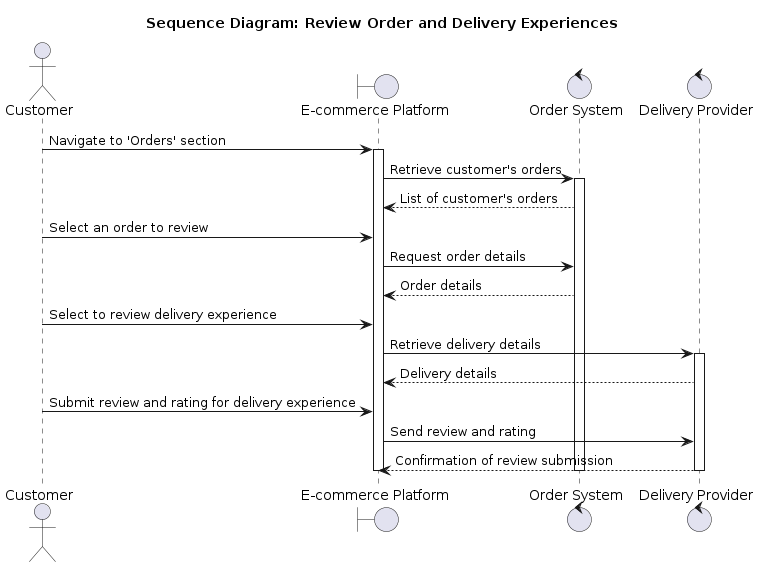 Sequence Diagram: Review Order and Delivery Experiences
Customer
E-commerce Platform
Order System
Delivery Provider
Navigate to 'Orders' section
Retrieve customer's orders
List of customer's orders
Select an order to review
Request order details
Order details
Select to review delivery experience
Retrieve delivery details
Delivery details
Submit review and rating for delivery experience
Send review and rating
Confirmation of review submission
Customer
E-commerce Platform
Order System
Delivery Provider